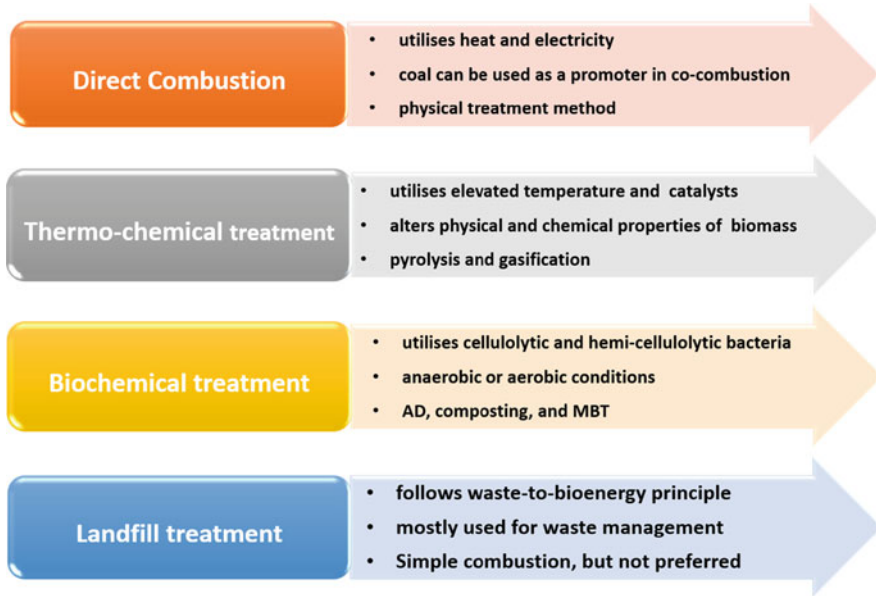 Direct Combustion
• utilises heat and electricity
• coal can be used as a promoter in co-combustion
• physical treatment method
Thermo-chemical treatment
• utilises elevated temperature and catalysts
• alters physical and chemical properties of biomass
• pyrolysis and gasification
Biochemical treatment
• utilises cellulolytic and hemi-cellulolytic bacteria
• anaerobic or aerobic conditions
• AD, composting, and MBT
Landfill treatment
• follows waste-to-bioenergy principle
• mostly used for waste management
• Simple combustion, but not preferred